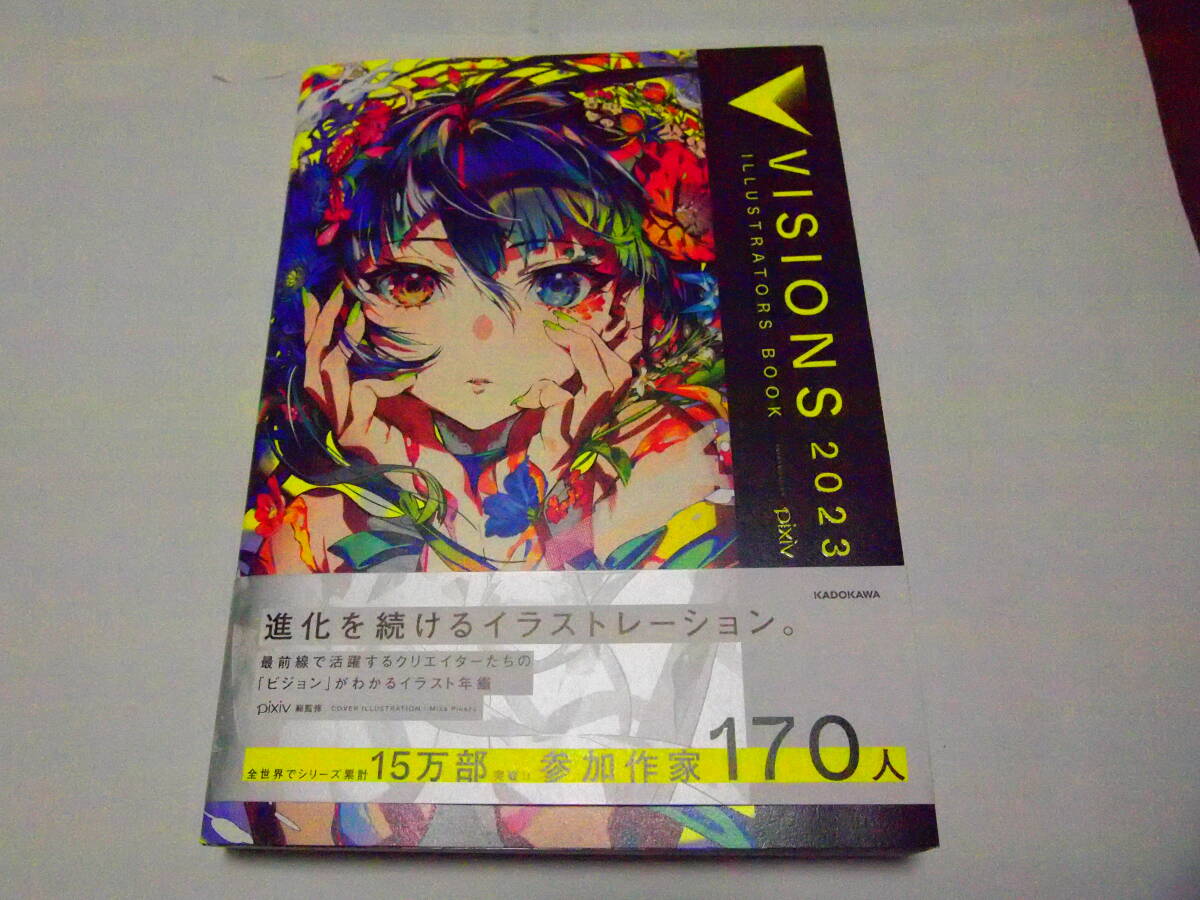 VISIONS 2023
ILLUSTRATORS BOOK
pixiv
KADOKAWA
進化を続けるイラストレーション。
最前線で活躍するクリエイターたちの
「ビジョン」がわかるイラスト年鑑
pixiv 総監修 COVER ILLUSTRATION : Mika Pikazo
全世界でシリーズ累計15万部突破!! 参加作家170人